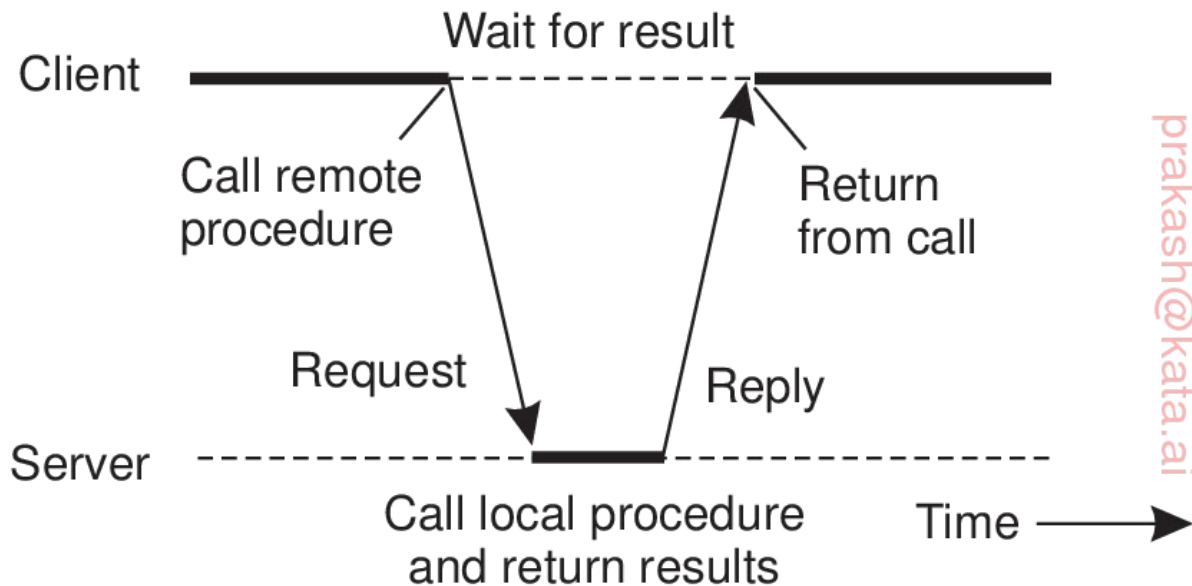 Wait for result
Client
Call remote
procedure
Return
from call
Request
Reply
Server
Call local procedure
and return results
Time
prakash@kata.ai